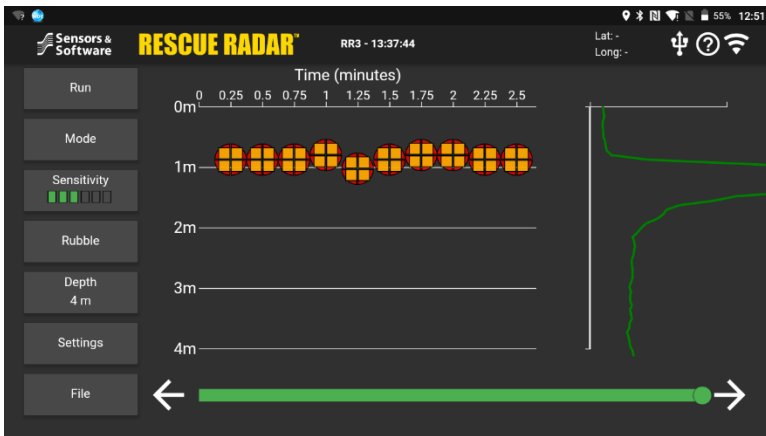 55% 12:51
Sensors & Software
RESCUE RADAR™
RR3 - 13:37:44
Lat: -
Long: -
Run
Mode
Sensitivity
Rubble
Depth
4 m
Settings
File
Time (minutes)
0 0.25 0.5 0.75 1 1.25 1.5 1.75 2 2.25 2.5
0m
1m
2m
3m
4m